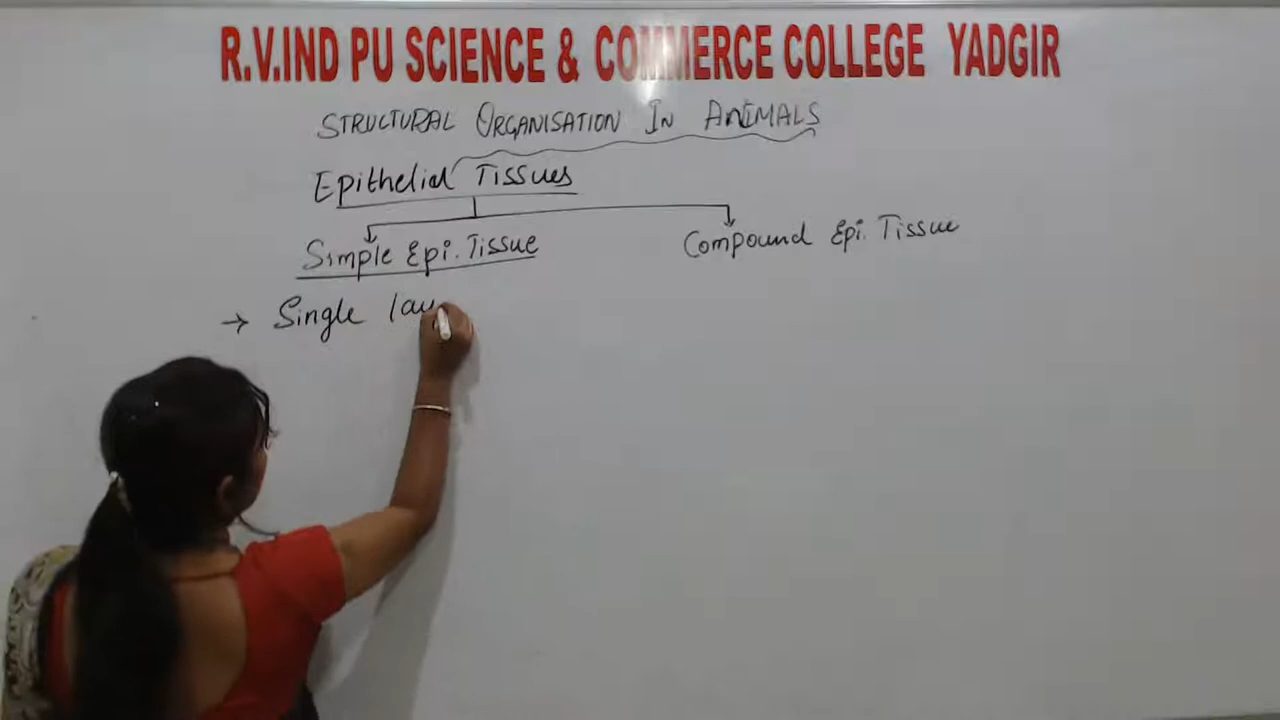 R.V.IND PU SCIENCE & COMMERCE COLLEGE YADGIR
STRUCTURAL ORGANISATION IN ANIMALS
Epithelial Tissues
Simple Epi. Tissue
Compound Epi. Tissue
→ Single lay